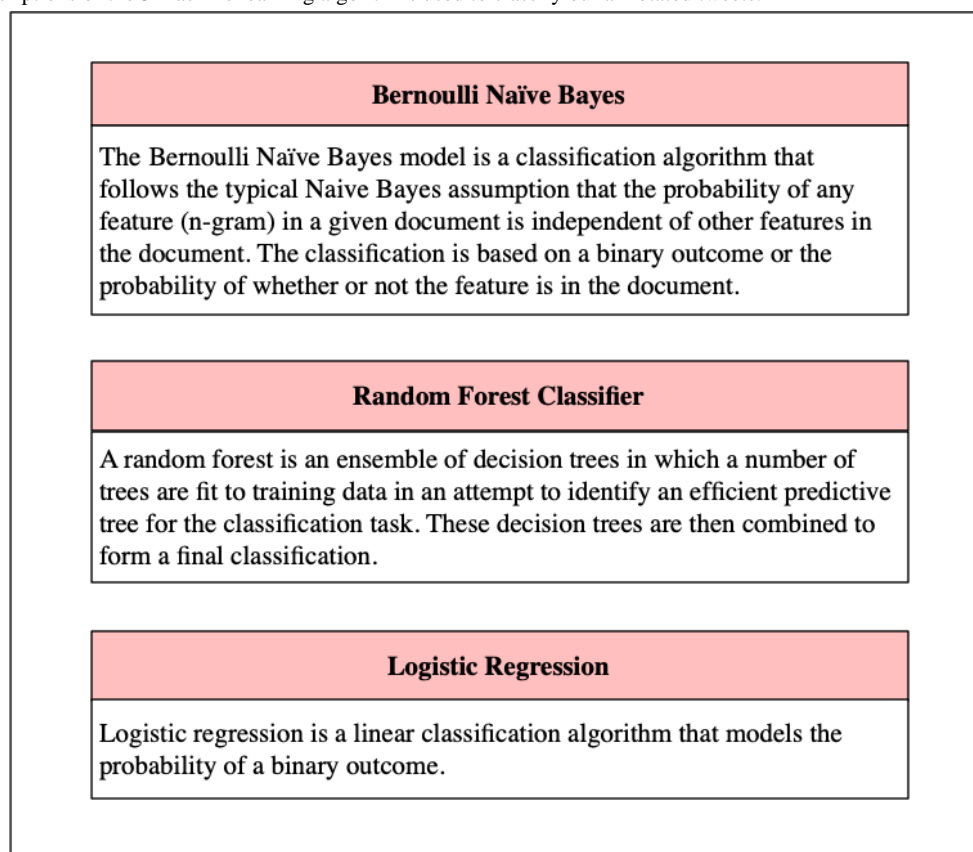 Bernoulli Naïve Bayes
The Bernoulli Naïve Bayes model is a classification algorithm that
follows the typical Naive Bayes assumption that the probability of any
feature (n-gram) in a given document is independent of other features in
the document. The classification is based on a binary outcome or the
probability of whether or not the feature is in the document.
Random Forest Classifier
A random forest is an ensemble of decision trees in which a number of
trees are fit to training data in an attempt to identify an efficient predictive
tree for the classification task. These decision trees are then combined to
form a final classification.
Logistic Regression
Logistic regression is a linear classification algorithm that models the
probability of a binary outcome.